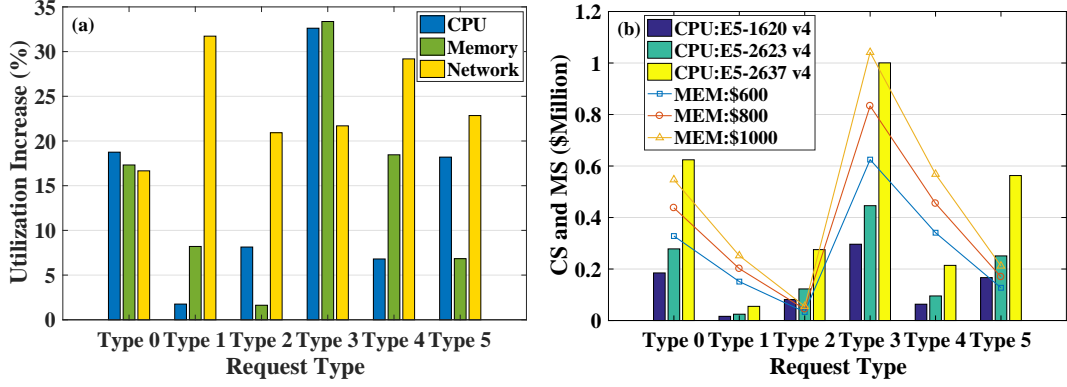 (a)
CPU
Memory
Network
Utilization Increase (%)
35
30
25
20
15
10
5
0
Type 0 Type 1 Type 2 Type 3 Type 4 Type 5
Request Type
(b)
CPU:E5-1620 v4
CPU:E5-2623 v4
CPU:E5-2637 v4
MEM:$600
MEM:$800
MEM:$1000
CS and MS ($Million)
1.2
1
0.8
0.6
0.4
0.2
0
Type 0 Type 1 Type 2 Type 3 Type 4 Type 5
Request Type